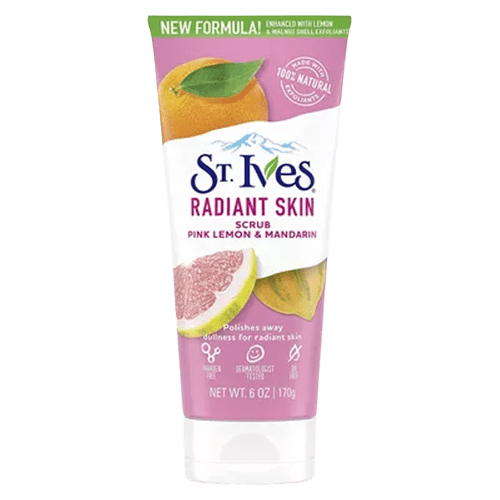 NEW FORMULA!
ENHANCED WITH LEMON
& WALNUT SHELL EXFOLIANTS
MADE WITH
100% NATURAL
EXFOLIANTS
ST. IVES®
RADIANT SKIN
SCRUB
PINK LEMON & MANDARIN
Polishes away
dullness for radiant skin
PARABEN
FREE
DERMATOLOGIST
TESTED
OIL
FREE
NET WT. 6 OZ | 170g